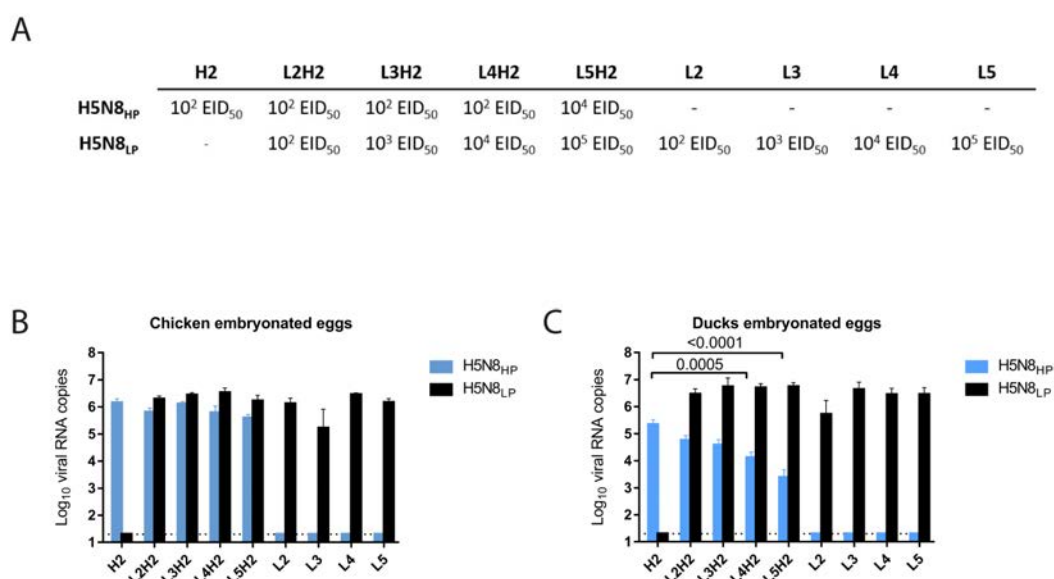 A
H2 L2H2 L3H2 L4H2 L5H2 L2 L3 L4 L5
H5N8HP 10² EID50 10² EID50 10² EID50 10² EID50 10⁴ EID50 - - - -
H5N8LP - 10² EID50 10³ EID50 10⁴ EID50 10⁵ EID50 10² EID50 10³ EID50 10⁴ EID50 10⁵ EID50
B
Chicken embryonated eggs
Log10 viral RNA copies
8
7
6
5
4
3
2
1
H2 L2H2 L3H2 L4H2 L5H2 L2 L3 L4 L5
H5N8HP
H5N8LP
C
Ducks embryonated eggs
<0.0001
0.0005
Log10 viral RNA copies
8
7
6
5
4
3
2
1
H2 L2H2 L3H2 L4H2 L5H2 L2 L3 L4 L5
H5N8HP
H5N8LP